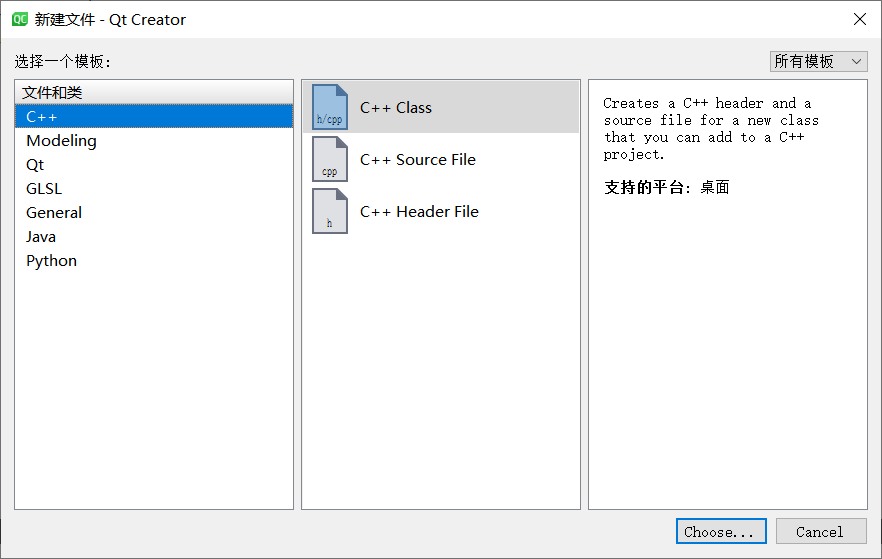 QC 新建文件 - Qt Creator
选择一个模板：
所有模板
文件和类
C++
Modeling
Qt
GLSL
General
Java
Python
h/cpp C++ Class
cpp C++ Source File
h C++ Header File
Creates a C++ header and a
source file for a new class
that you can add to a C++
project.
支持的平台：桌面
Choose...
Cancel